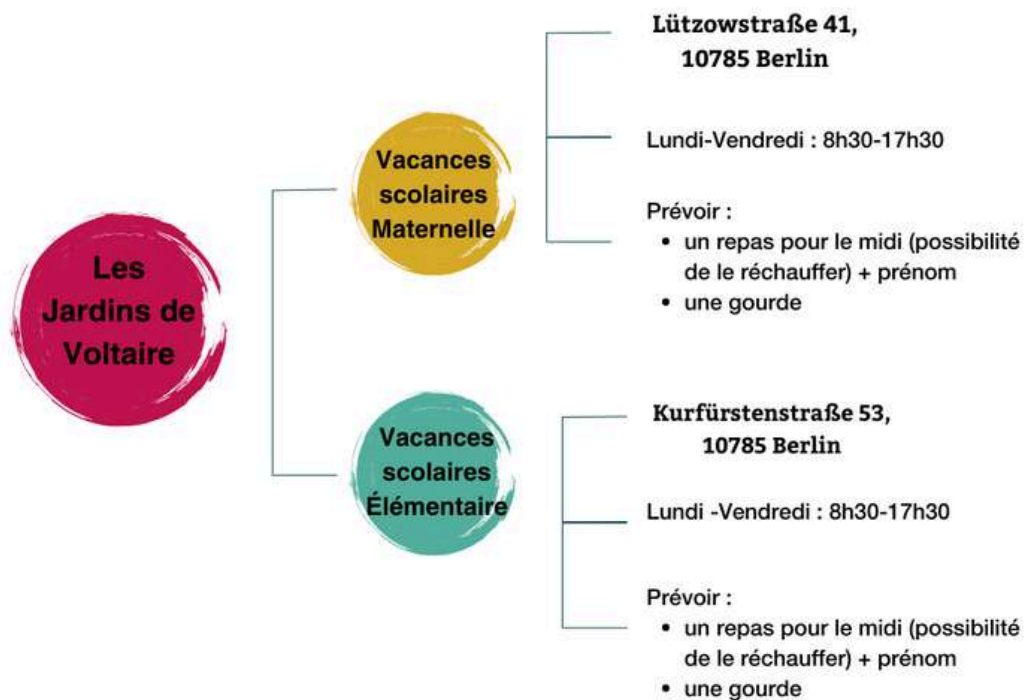 Les
Jardins de
Voltaire
Vacances
scolaires
Maternelle
Lützowstraße 41,
10785 Berlin
Lundi-Vendredi : 8h30-17h30
Prévoir :
• un repas pour le midi (possibilité
de le réchauffer) + prénom
• une gourde
Vacances
scolaires
Élémentaire
Kurfürstenstraße 53,
10785 Berlin
Lundi -Vendredi : 8h30-17h30
Prévoir :
• un repas pour le midi (possibilité
de le réchauffer) + prénom
• une gourde